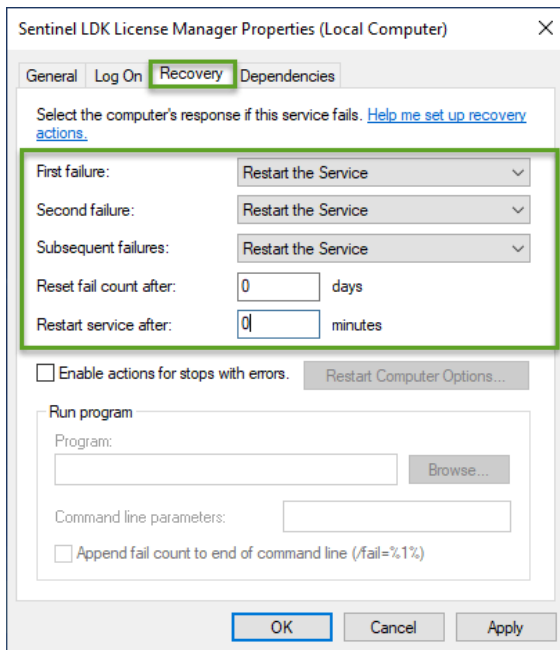 Sentinel LDK License Manager Properties (Local Computer)
General Log On Recovery Dependencies
Select the computer's response if this service fails. Help me set up recovery
actions.
First failure: Restart the Service
Second failure: Restart the Service
Subsequent failures: Restart the Service
Reset fail count after: 0 days
Restart service after: 0 minutes
Enable actions for stops with errors. Restart Computer Options...
Run program
Program:
Browse...
Command line parameters:
Append fail count to end of command line (/fail=%1%)
OK Cancel Apply